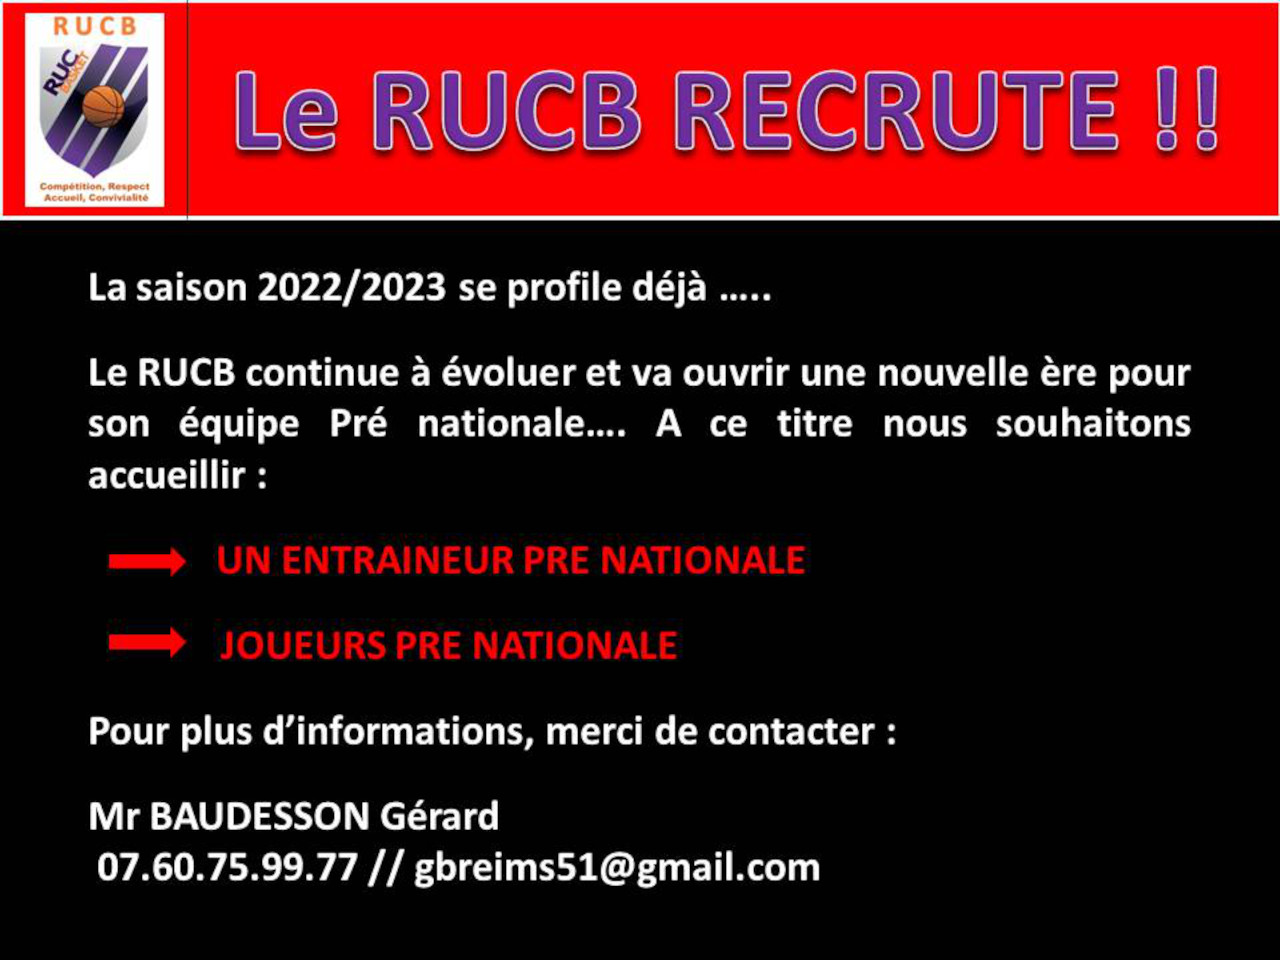 RUCB
RUC
BASKET
Compétition, Respect
Accueil, Convivialité
Le RUCB RECRUTE !!
La saison 2022/2023 se profile déjà …..
Le RUCB continue à évoluer et va ouvrir une nouvelle ère pour
son équipe Pré nationale…. A ce titre nous souhaitons
accueillir :
UN ENTRAINEUR PRE NATIONALE
JOUEURS PRE NATIONALE
Pour plus d’informations, merci de contacter :
Mr BAUDESSON Gérard
07.60.75.99.77 // gbreims51@gmail.com